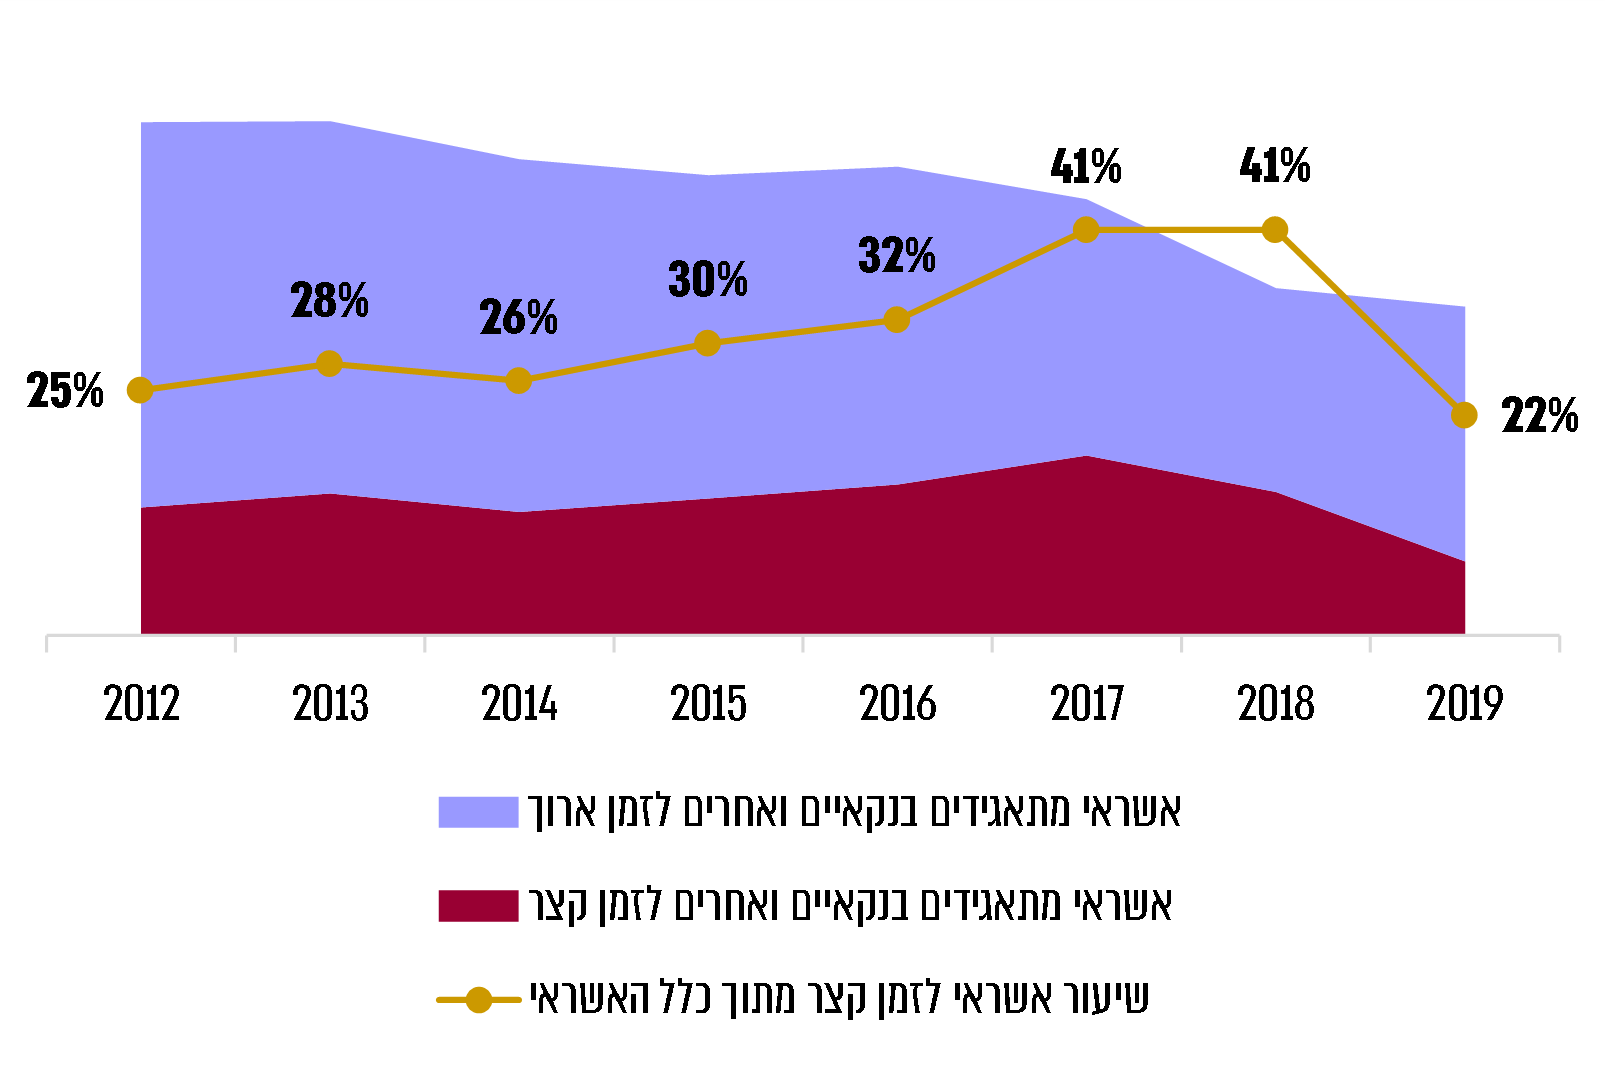 41%
41%
32%
30%
28%
26%
25%
22%
2012 2013 2014 2015 2016 2017 2018 2019
אשראי מתאגידים בנקאיים ואחרים לזמן ארוך
אשראי מתאגידים בנקאיים ואחרים לזמן קצר
שיעור אשראי לזמן קצר מתוך כלל האשראי